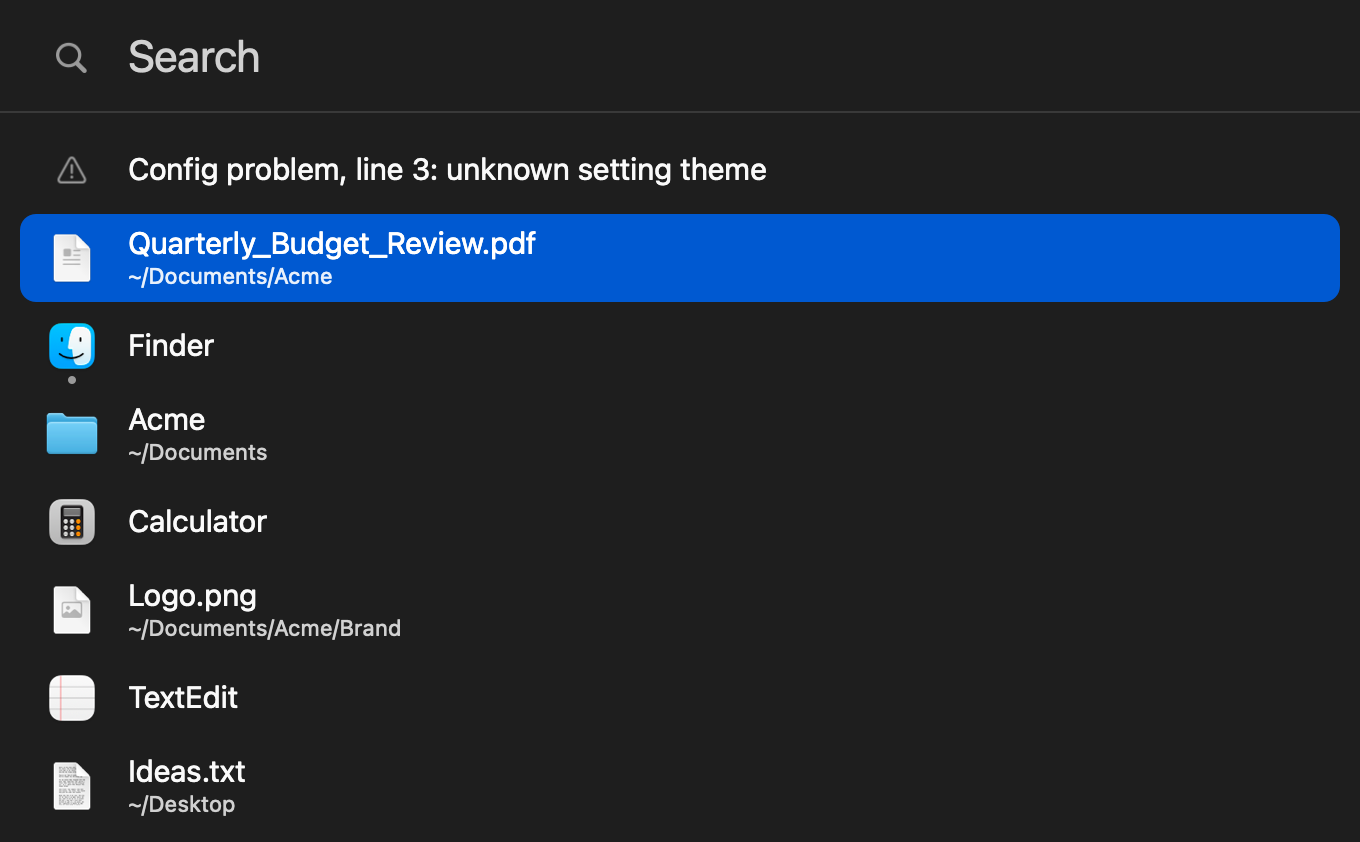 Search
Config problem, line 3: unknown setting theme
Quarterly_Budget_Review.pdf
~/Documents/Acme
Finder
Acme
~/Documents
Calculator
Logo.png
~/Documents/Acme/Brand
TextEdit
Ideas.txt
~/Desktop